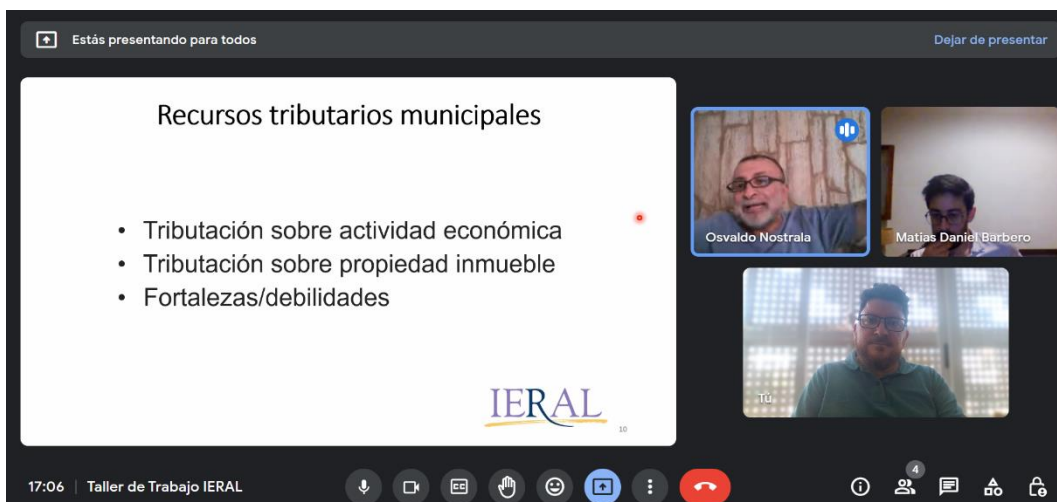 Estás presentando para todos
Dejar de presentar
Recursos tributarios municipales
• Tributación sobre actividad económica
• Tributación sobre propiedad inmueble
• Fortalezas/debilidades
IERAL
10
Osvaldo Nostrala
Matias Daniel Barbero
Tú
17:06 | Taller de Trabajo IERAL
CC
4